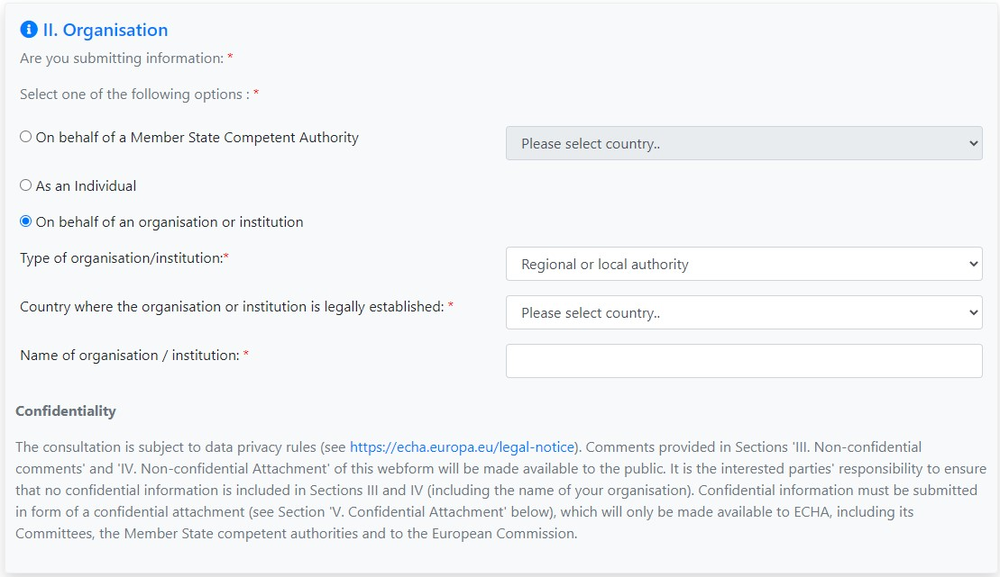 II. Organisation
Are you submitting information: *
Select one of the following options : *
On behalf of a Member State Competent Authority
Please select country..
As an Individual
On behalf of an organisation or institution
Type of organisation/institution:*
Regional or local authority
Country where the organisation or institution is legally established: *
Please select country..
Name of organisation / institution: *
Confidentiality
The consultation is subject to data privacy rules (see https://echa.europa.eu/legal-notice). Comments provided in Sections 'III. Non-confidential
comments' and 'IV. Non-confidential Attachment' of this webform will be made available to the public. It is the interested parties' responsibility to ensure
that no confidential information is included in Sections III and IV (including the name of your organisation). Confidential information must be submitted
in form of a confidential attachment (see Section 'V. Confidential Attachment' below), which will only be made available to ECHA, including its
Committees, the Member State competent authorities and to the European Commission.